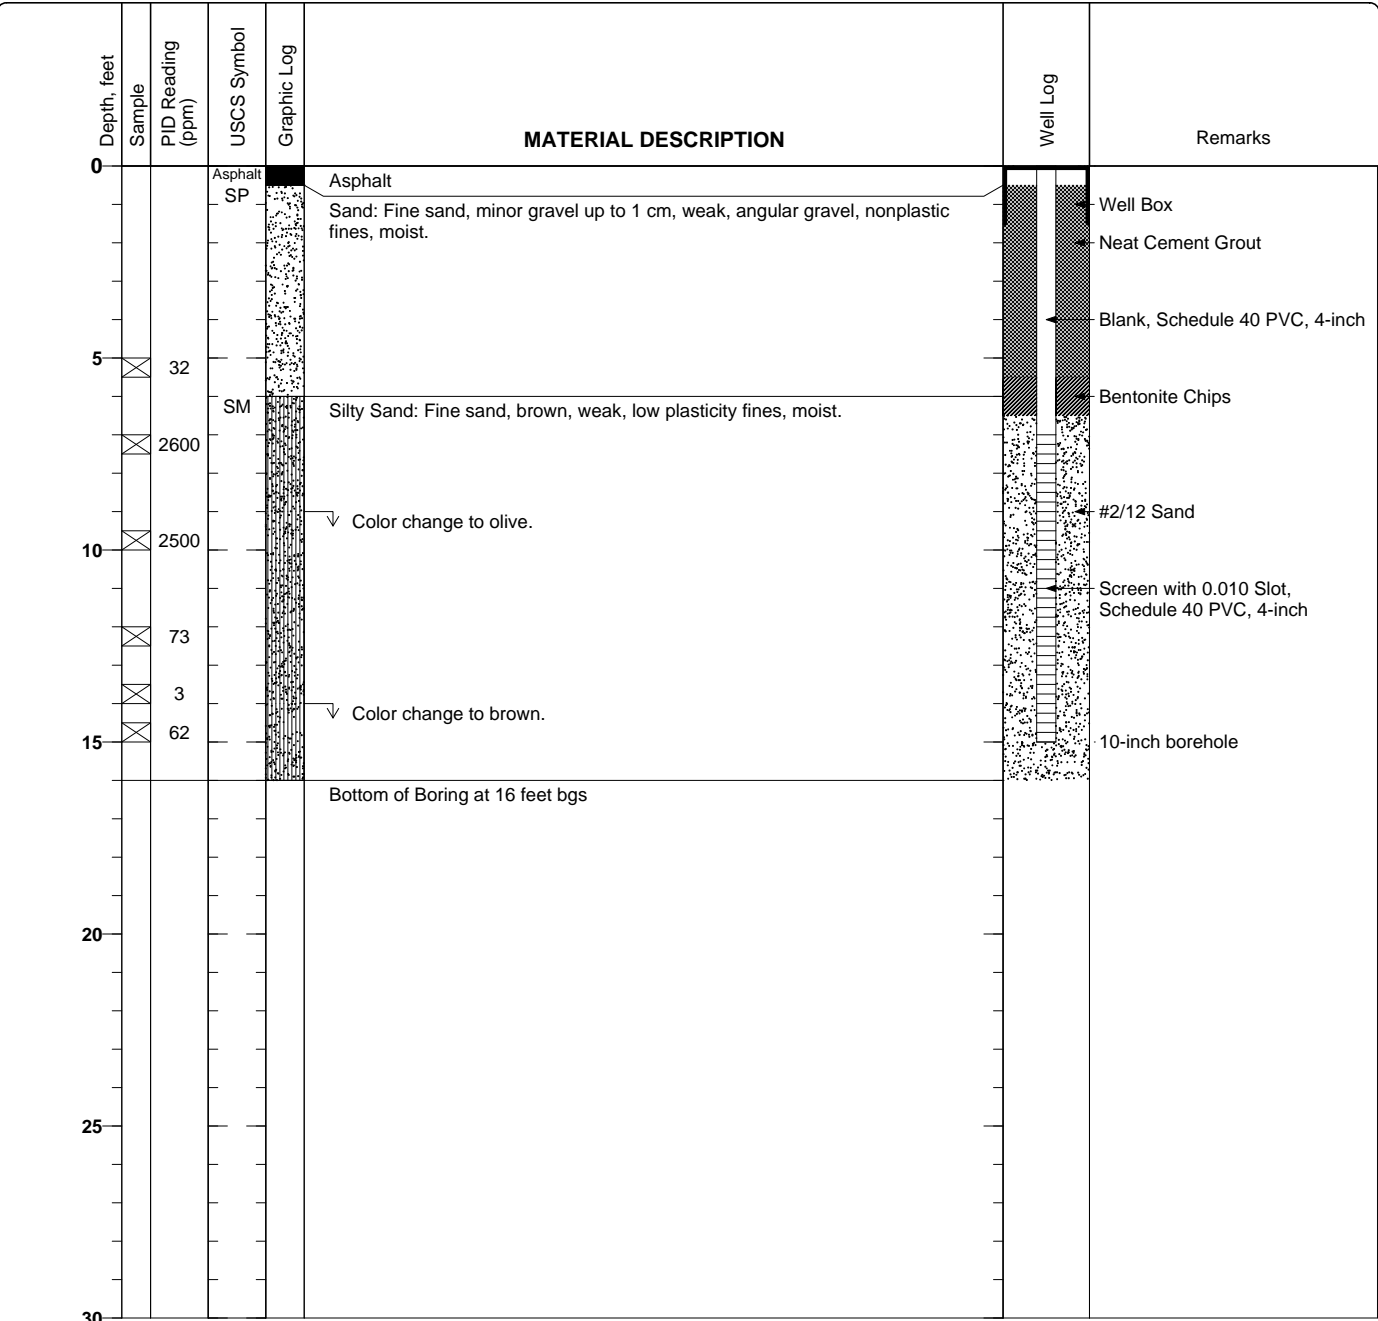 Depth, feet
Sample
PID Reading
(ppm)
USCS Symbol
Graphic Log
MATERIAL DESCRIPTION
Well Log
Remarks
0
Asphalt
Asphalt
SP
Sand: Fine sand, minor gravel up to 1 cm, weak, angular gravel, nonplastic
fines, moist.
Well Box
Neat Cement Grout
Blank, Schedule 40 PVC, 4-inch
5
32
SM
Silty Sand: Fine sand, brown, weak, low plasticity fines, moist.
Bentonite Chips
2600
Color change to olive.
#2/12 Sand
2500
10
Screen with 0.010 Slot,
Schedule 40 PVC, 4-inch
73
3
Color change to brown.
62
15
10-inch borehole
Bottom of Boring at 16 feet bgs
20
25
30